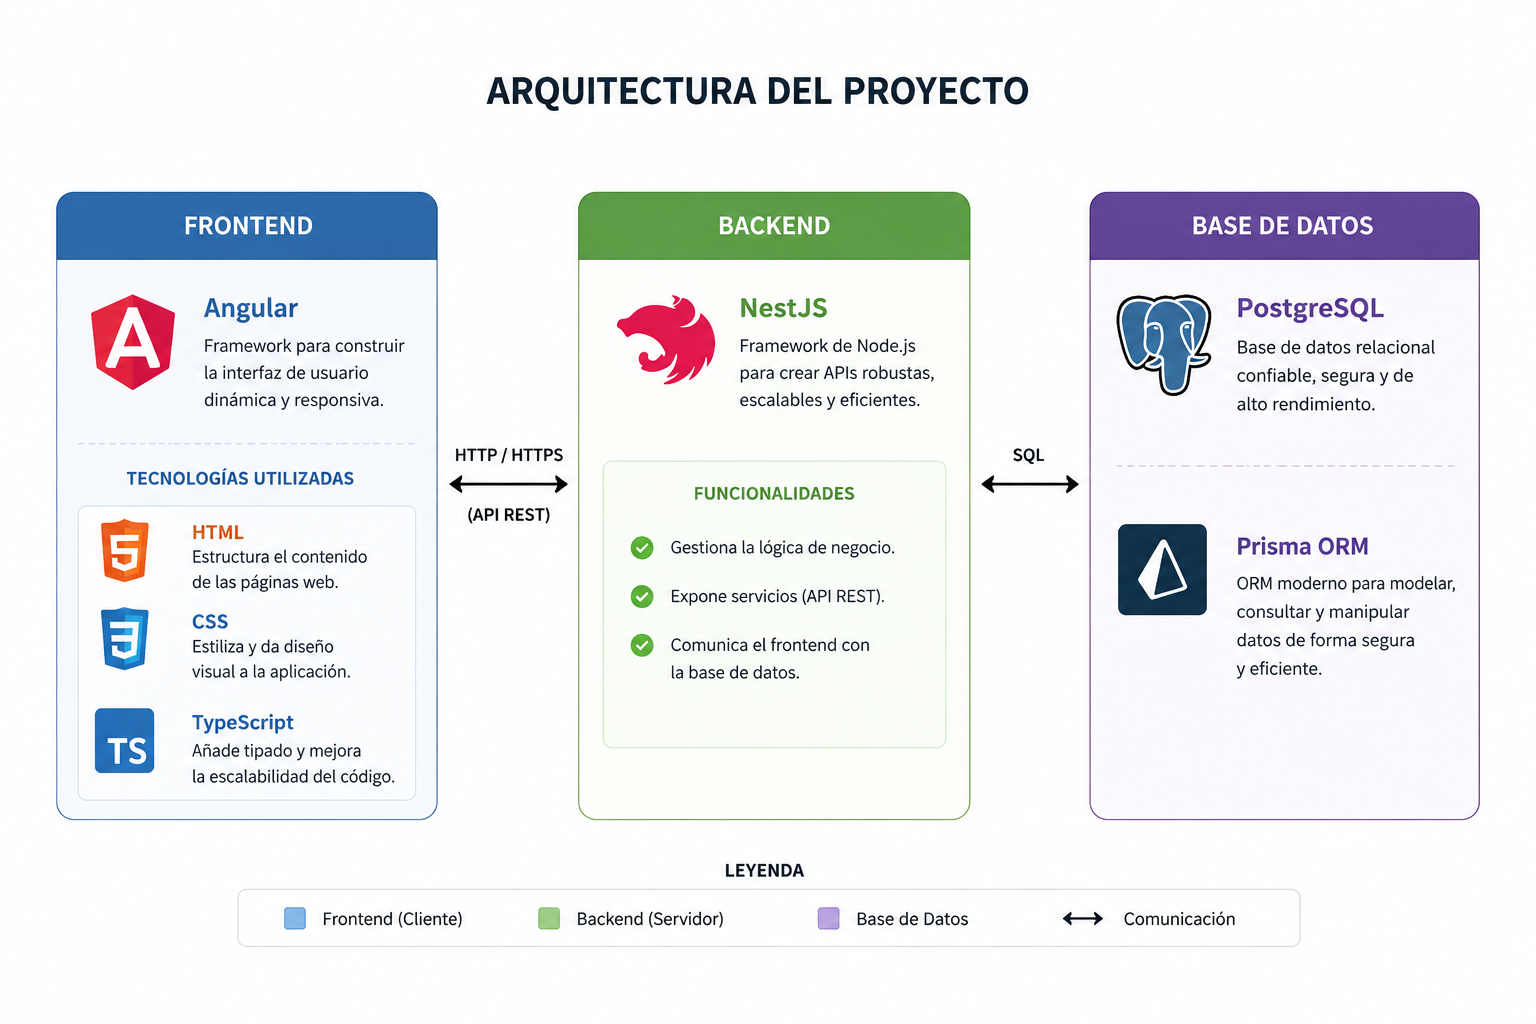 ARQUITECTURA DEL PROYECTO
FRONTEND
Angular
Framework para construir
la interfaz de usuario
dinámica y responsiva.
TECNOLOGÍAS UTILIZADAS
HTML
Estructura el contenido
de las páginas web.
CSS
Estiliza y da diseño
visual a la aplicación.
TS
TypeScript
Añade tipado y mejora
la escalabilidad del código.
HTTP / HTTPS
(API REST)
BACKEND
NestJS
Framework de Node.js
para crear APIs robustas,
escalables y eficientes.
FUNCIONALIDADES
Gestiona la lógica de negocio.
Expone servicios (API REST).
Comunica el frontend con
la base de datos.
SQL
BASE DE DATOS
PostgreSQL
Base de datos relacional
confiable, segura y de
alto rendimiento.
Prisma ORM
ORM moderno para modelar,
consultar y manipular
datos de forma segura
y eficiente.
LEYENDA
Frontend (Cliente)
Backend (Servidor)
Base de Datos
Comunicación